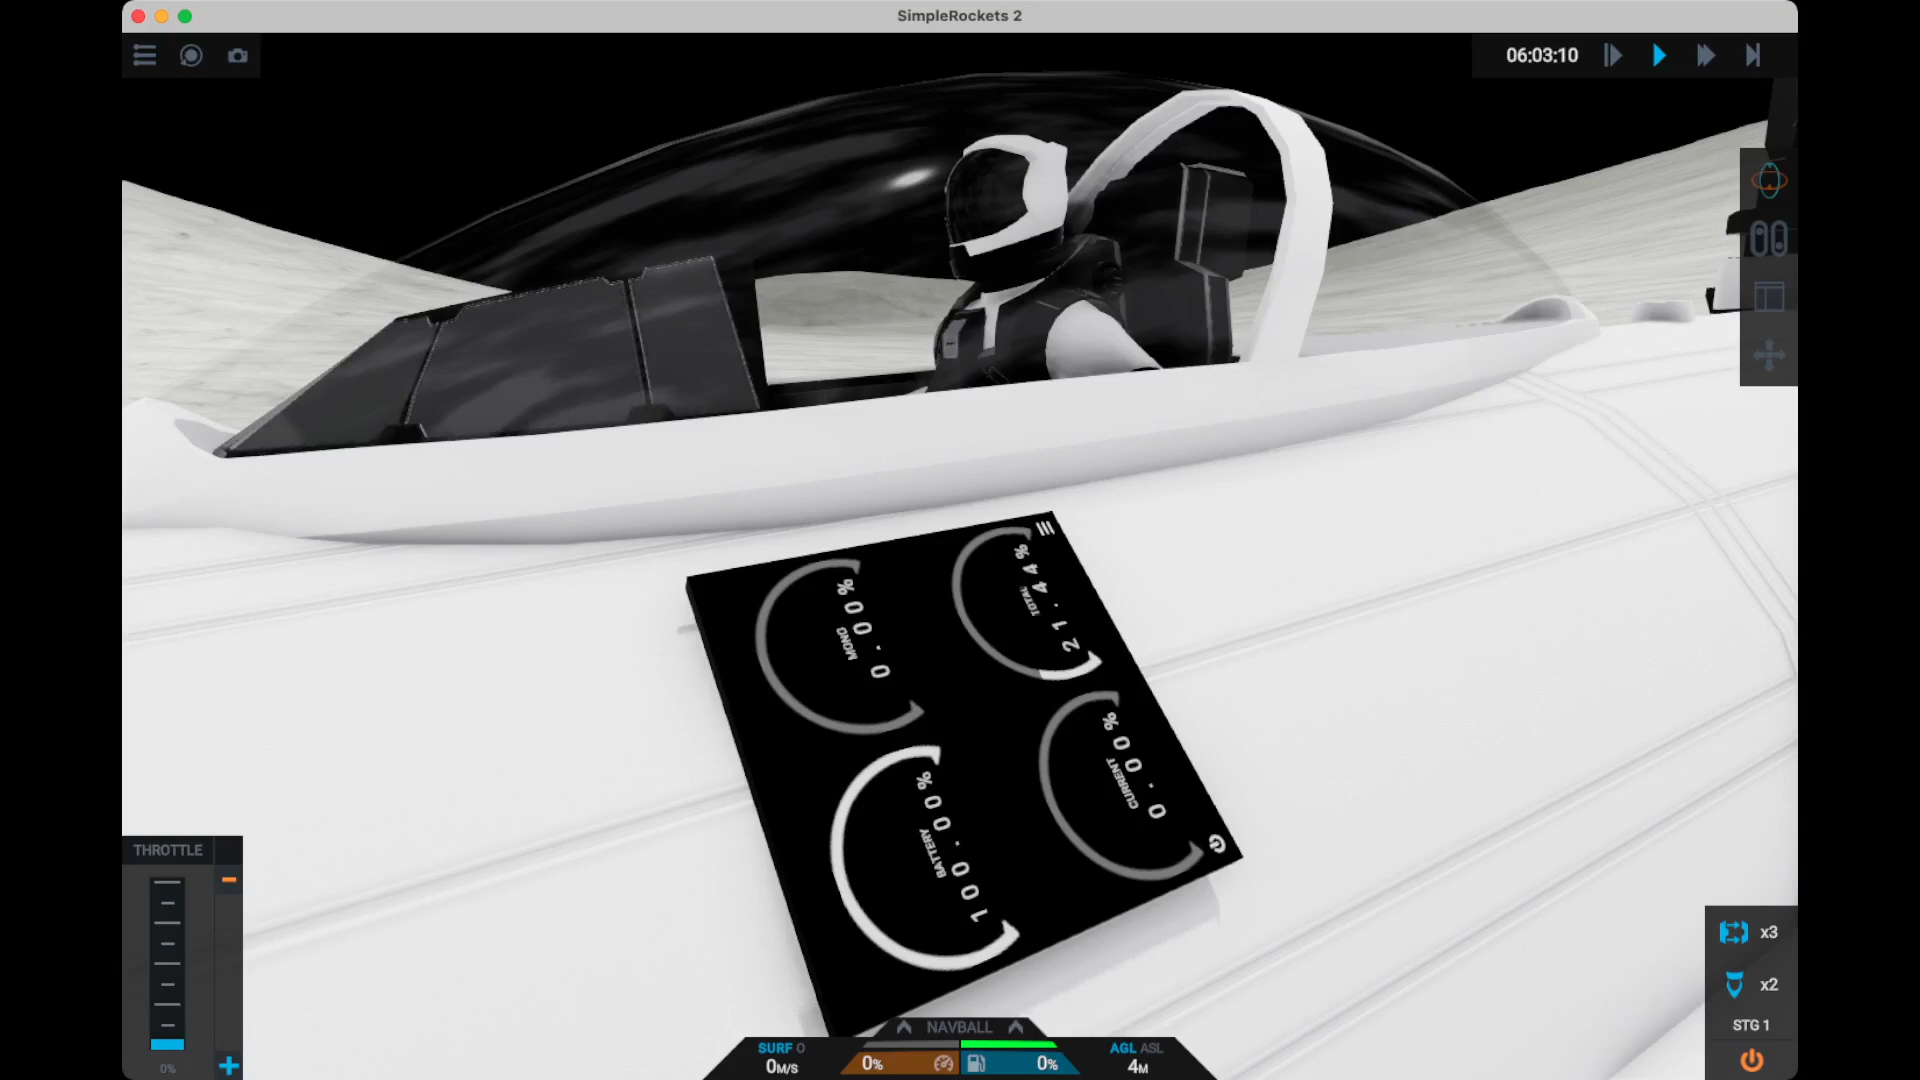 SimpleRockets 2
06:03:10
21.44%
TOTAL
0.00%
MONO
0.00%
CURRENT
100.00%
BATTERY
THROTTLE
0%
NAVBALL
SURF O
0M/S
0%
0%
AGL ASL
4M
x3
x2
STG 1